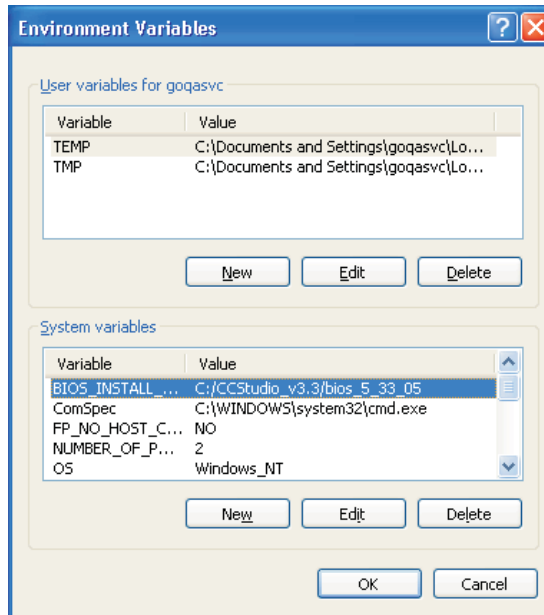 Environment Variables
User variables for goqasvc
Variable Value
TEMP C:\Documents and Settings\goqasvc\Lo...
TMP C:\Documents and Settings\goqasvc\Lo...
New Edit Delete
System variables
Variable Value
BIOS_INSTALL_... C:/CCStudio_v3.3/bios_5_33_05
ComSpec C:\WINDOWS\system32\cmd.exe
FP_NO_HOST_C... NO
NUMBER_OF_P... 2
OS Windows_NT
New Edit Delete
OK Cancel